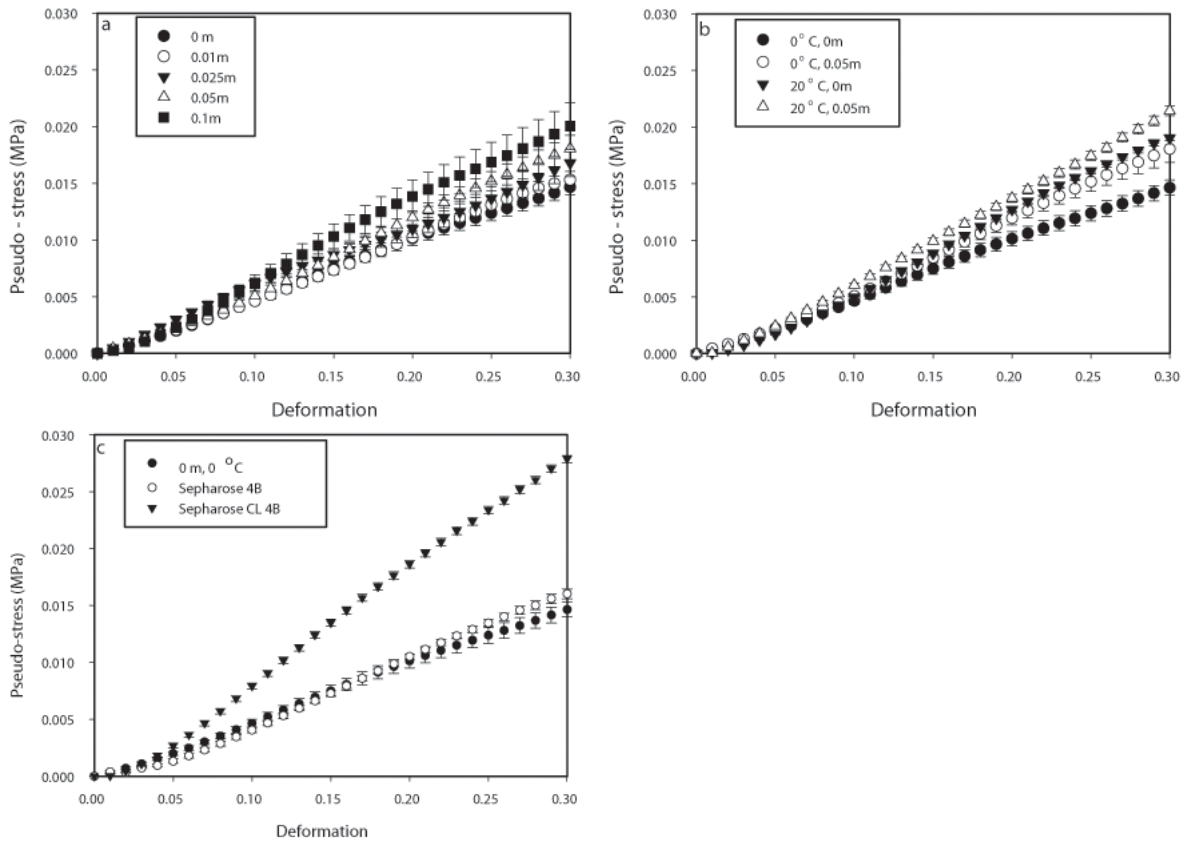 a
0 m
0.01m
0.025m
0.05m
0.1m
0.030
0.025
0.020
0.015
0.010
0.005
0.000
Pseudo - stress (MPa)
0.00 0.05 0.10 0.15 0.20 0.25 0.30
Deformation
b
0° C, 0m
0° C, 0.05m
20° C, 0m
20° C, 0.05m
0.030
0.025
0.020
0.015
0.010
0.005
0.000
Pseudo - stress (MPa)
0.00 0.05 0.10 0.15 0.20 0.25 0.30
Deformation
c
0 m, 0 °C
Sepharose 4B
Sepharose CL 4B
0.030
0.025
0.020
0.015
0.010
0.005
0.000
Pseudo-stress (MPa)
0.00 0.05 0.10 0.15 0.20 0.25 0.30
Deformation